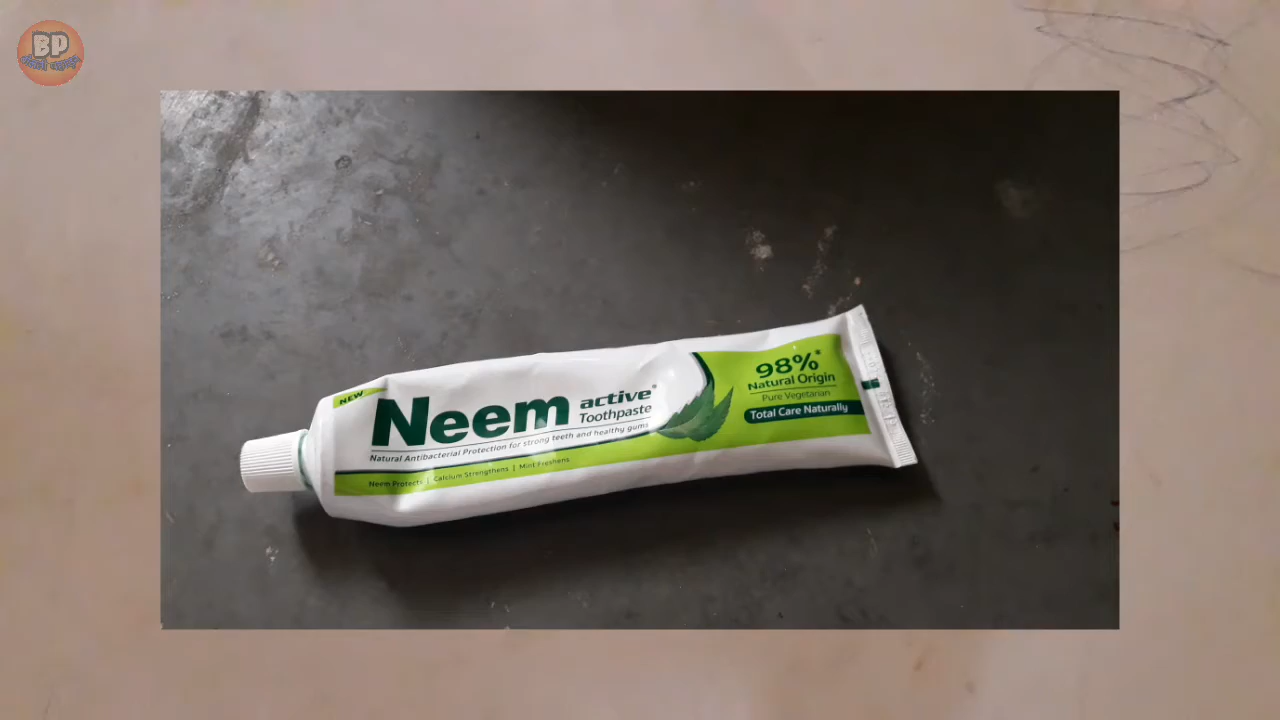 BP
NEW
Neem active®
Toothpaste
Natural Antibacterial Protection for strong teeth and healthy gums
Neem Protects | Calcium Strengthens | Mint Freshens
98%*
Natural Origin
Pure Vegetarian
Total Care Naturally